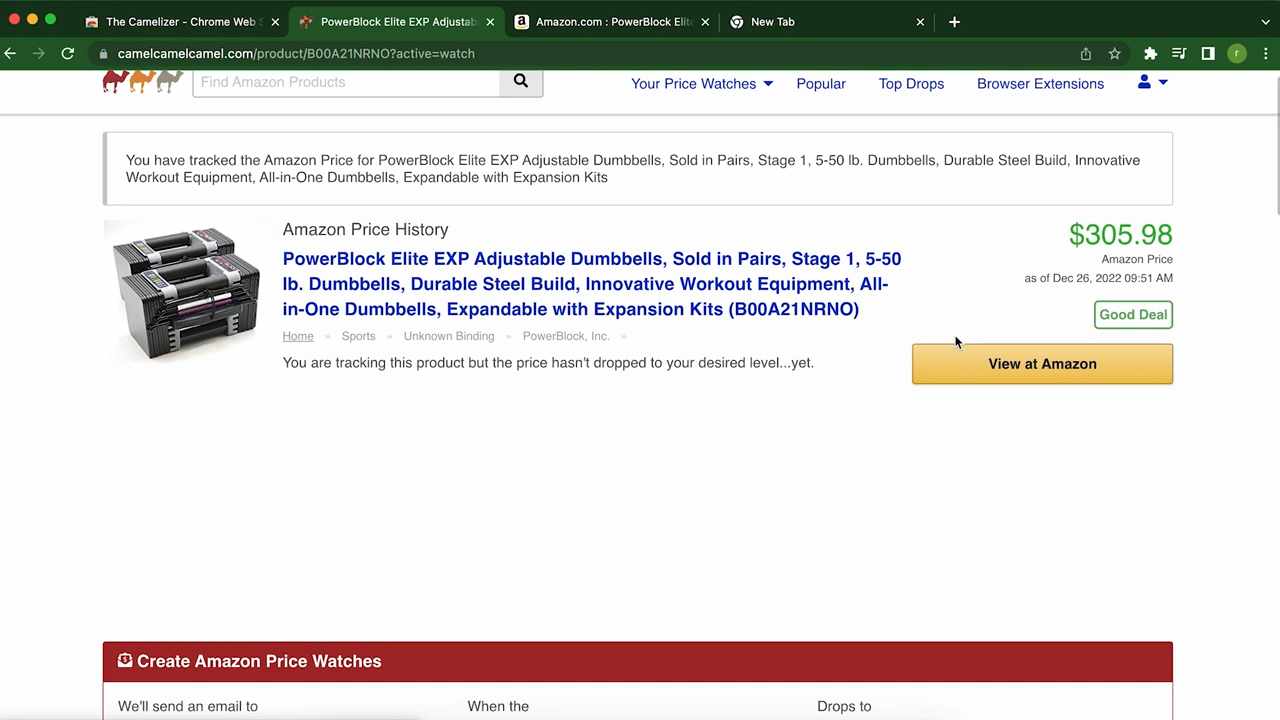 The Camelizer - Chrome Web S
PowerBlock Elite EXP Adjustab
Amazon.com : PowerBlock Elit
New Tab
camelcamelcamel.com/product/B00A21NRNO?active=watch
r
Find Amazon Products
Your Price Watches
Popular
Top Drops
Browser Extensions
You have tracked the Amazon Price for PowerBlock Elite EXP Adjustable Dumbbells, Sold in Pairs, Stage 1, 5-50 lb. Dumbbells, Durable Steel Build, Innovative
Workout Equipment, All-in-One Dumbbells, Expandable with Expansion Kits
Amazon Price History
PowerBlock Elite EXP Adjustable Dumbbells, Sold in Pairs, Stage 1, 5-50
lb. Dumbbells, Durable Steel Build, Innovative Workout Equipment, All-
in-One Dumbbells, Expandable with Expansion Kits (B00A21NRNO)
Home » Sports » Unknown Binding » PowerBlock, Inc. »
You are tracking this product but the price hasn't dropped to your desired level...yet.
$305.98
Amazon Price
as of Dec 26, 2022 09:51 AM
Good Deal
View at Amazon
Create Amazon Price Watches
We'll send an email to
When the
Drops to